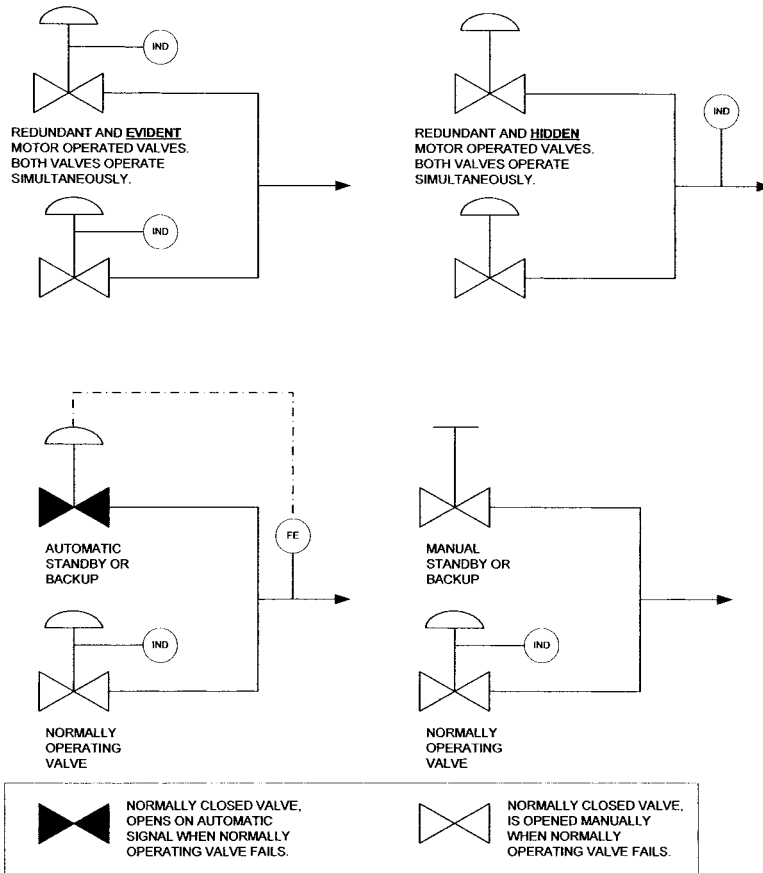 IND
REDUNDANT AND EVIDENT
MOTOR OPERATED VALVES.
BOTH VALVES OPERATE
SIMULTANEOUSLY.
IND
REDUNDANT AND HIDDEN
MOTOR OPERATED VALVES.
BOTH VALVES OPERATE
SIMULTANEOUSLY.
IND
AUTOMATIC
STANDBY OR
BACKUP
FE
IND
NORMALLY
OPERATING
VALVE
MANUAL
STANDBY OR
BACKUP
IND
NORMALLY
OPERATING
VALVE
NORMALLY CLOSED VALVE,
OPENS ON AUTOMATIC
SIGNAL WHEN NORMALLY
OPERATING VALVE FAILS.
NORMALLY CLOSED VALVE,
IS OPENED MANUALLY
WHEN NORMALLY
OPERATING VALVE FAILS.